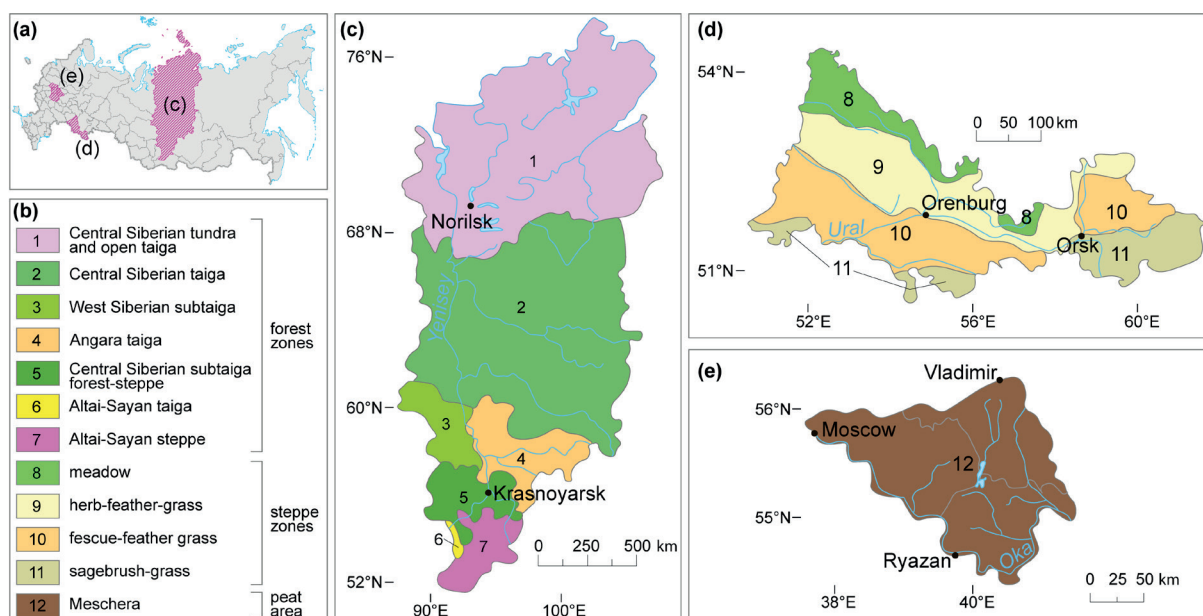 (a)
(e)
(c)
(d)
(b)
1 Central Siberian tundra
and open taiga
2 Central Siberian taiga
3 West Siberian subtaiga
4 Angara taiga
5 Central Siberian subtaiga
forest-steppe
6 Altai-Sayan taiga
7 Altai-Sayan steppe
forest
zones
8 meadow
9 herb-feather-grass
10 fescue-feather grass
11 sagebrush-grass
steppe
zones
12 Meschera
peat
area
(c)
76°N
1
Norilsk
68°N
Yenisay
2
60°N
3
4
5
Krasnoyarsk
6
7
0 250 500 km
52°N
90°E 100°E
(d)
54°N
8
0 50 100 km
9
Orenburg
8
10
Ural
10
Orsk
11
11
51°N
52°E 56°E 60°E
(e)
Vladimir
56°N
Moscow
12
55°N
Ryazan
Oka
0 25 50 km
38°E 40°E